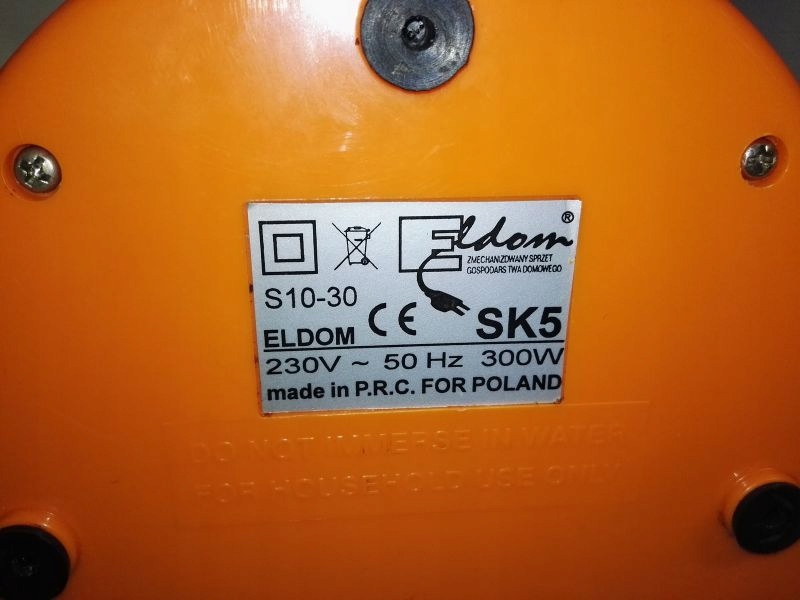 Eldom®
ZMECHANIZDWANY SPRZET
GOSPODARS TWA DOMOWEGO
S10-30
CE
SK5
ELDOM
230V ~ 50 Hz 300W
made in P.R.C. FOR POLAND
DO NOT IMMERSE IN WATER
FOR HOUSEHOLD USE ONLY